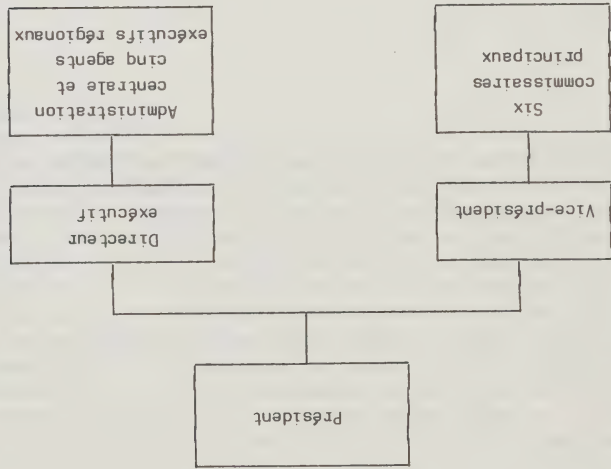 Président
Vice-président
Directeur
exécutif
Six
commissaires
principaux
Administration
centrale et
cinq agents
exécutifs régionaux